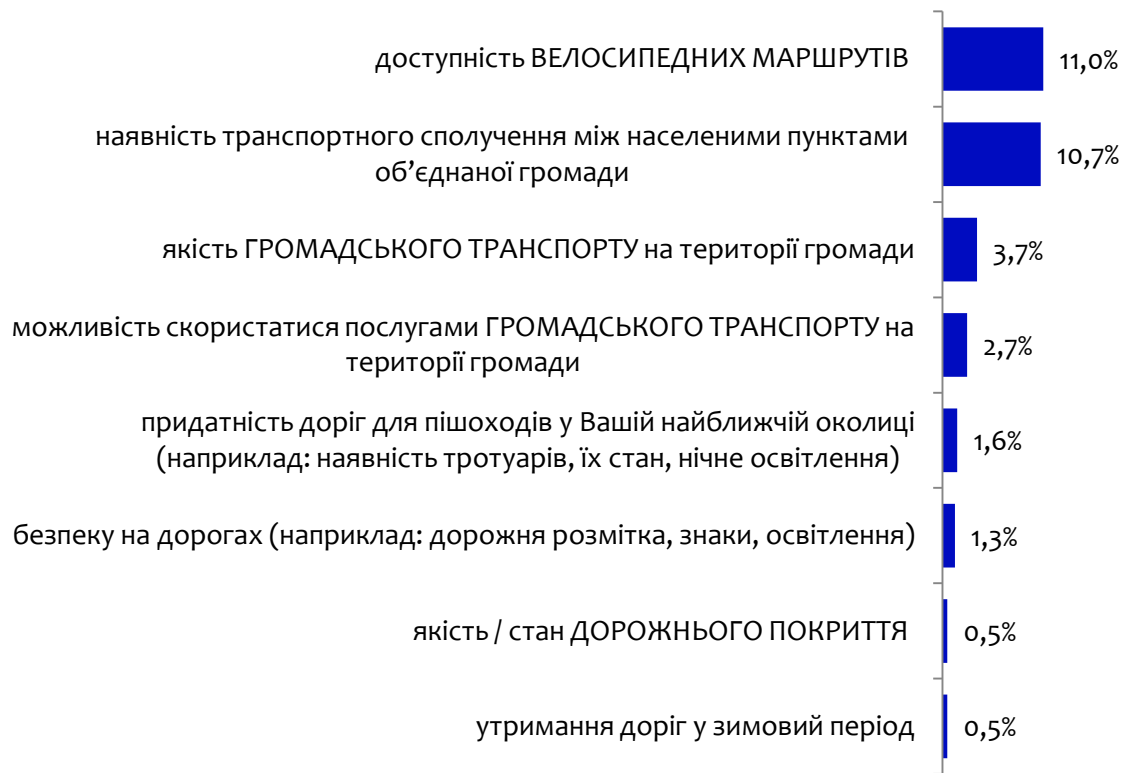 доступність ВЕЛОСИПЕДНИХ МАРШРУТІВ
11,0%
наявність транспортного сполучення між населеними пунктами
об’єднаної громади
10,7%
якість ГРОМАДСЬКОГО ТРАНСПОРТУ на території громади
3,7%
можливість скористатися послугами ГРОМАДСЬКОГО ТРАНСПОРТУ на
території громади
2,7%
придатність доріг для пішоходів у Вашій найближчій околиці
(наприклад: наявність тротуарів, їх стан, нічне освітлення)
1,6%
безпеку на дорогах (наприклад: дорожня розмітка, знаки, освітлення)
1,3%
якість / стан ДОРОЖНЬОГО ПОКРИТТЯ
0,5%
утримання доріг у зимовий період
0,5%